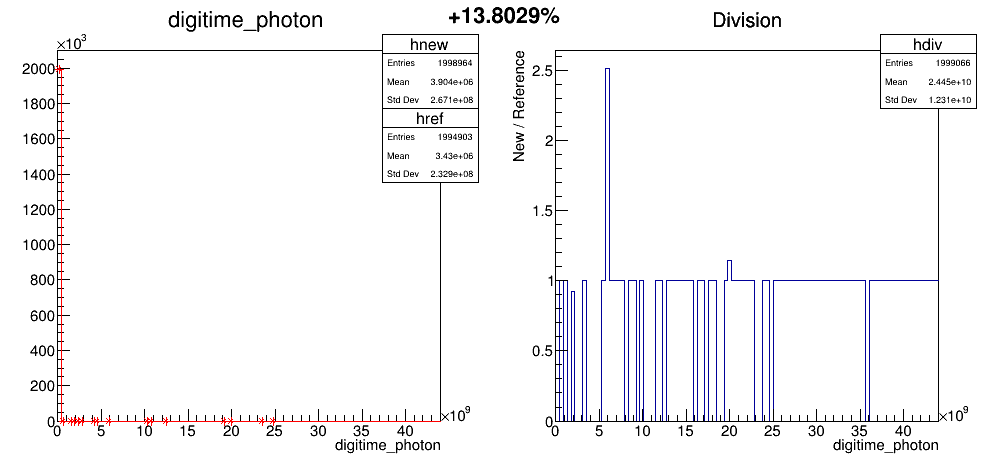 +13.8029%
digitime_photon
×10³
hnew
Entries 1998964
Mean 3.904e+06
Std Dev 2.671e+08
href
Entries 1994903
Mean 3.43e+06
Std Dev 2.329e+08
2000
1800
1600
1400
1200
1000
800
600
400
200
0
0 5 10 15 20 25 30 35 40
×10⁹
digitime_photon
Division
hdiv
Entries 1999066
Mean 2.445e+10
Std Dev 1.231e+10
New / Reference
2.5
2
1.5
1
0.5
0
0 5 10 15 20 25 30 35 40
×10⁹
digitime_photon